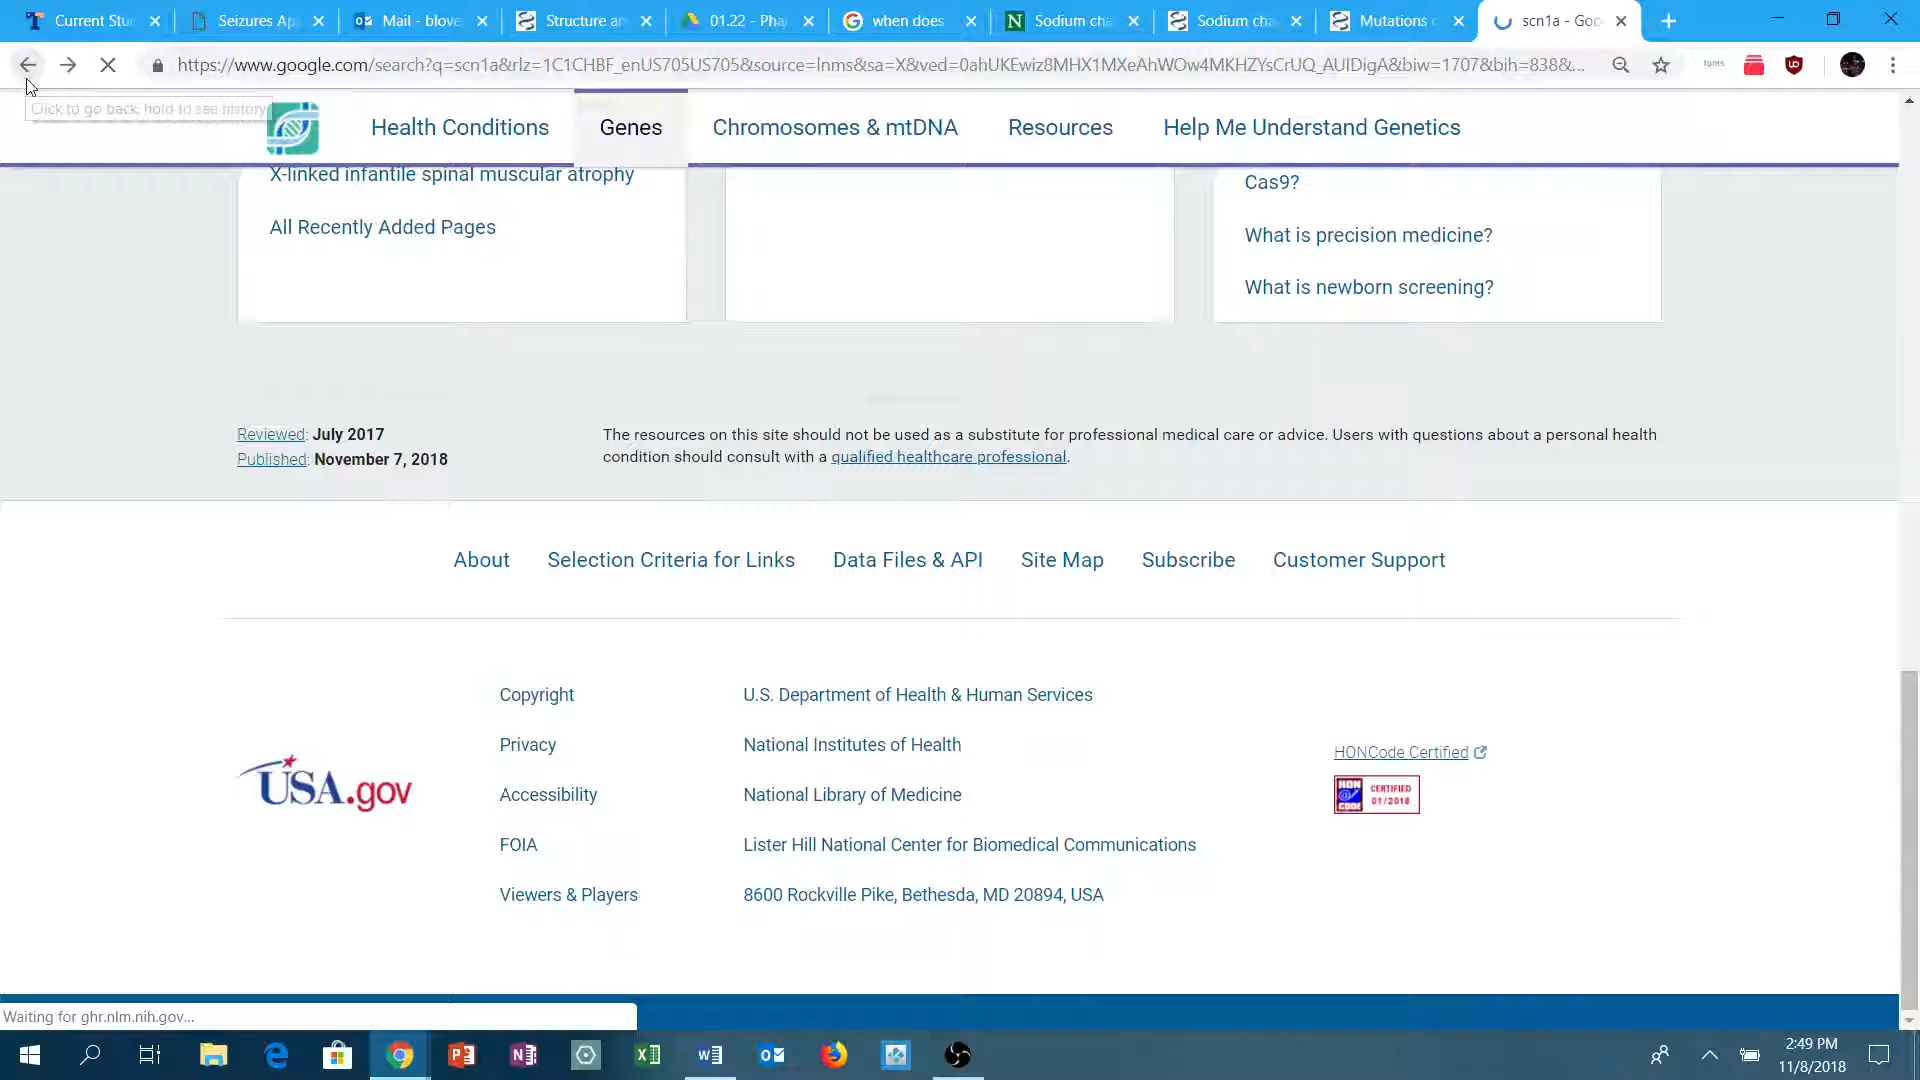 Current Stu
Seizures Ap
Mail - blove
Structure an
01.22 - Pha
when does
Sodium cha
Sodium cha
Mutations
scn1a - Goo
https://www.google.com/search?q=scn1a&rlz=1C1CHBF_enUS705US705&source=lnms&sa=X&ved=0ahUKEwiz8MHX1MXeAhWOw4MKHZYsCrUQ_AUIDigA&biw=1707&bih=838&...
fonts
Click to go back, hold to see history
Health Conditions
Genes
Chromosomes & mtDNA
Resources
Help Me Understand Genetics
X-linked infantile spinal muscular atrophy
All Recently Added Pages
Cas9?
What is precision medicine?
What is newborn screening?
Reviewed: July 2017
Published: November 7, 2018
The resources on this site should not be used as a substitute for professional medical care or advice. Users with questions about a personal health
condition should consult with a qualified healthcare professional.
About
Selection Criteria for Links
Data Files & API
Site Map
Subscribe
Customer Support
USA.gov
Copyright
Privacy
Accessibility
FOIA
Viewers & Players
U.S. Department of Health & Human Services
National Institutes of Health
National Library of Medicine
Lister Hill National Center for Biomedical Communications
8600 Rockville Pike, Bethesda, MD 20894, USA
HONCode Certified
HON
CODE
CERTIFIED
01/2018
Waiting for ghr.nlm.nih.gov...
2:49 PM
11/8/2018